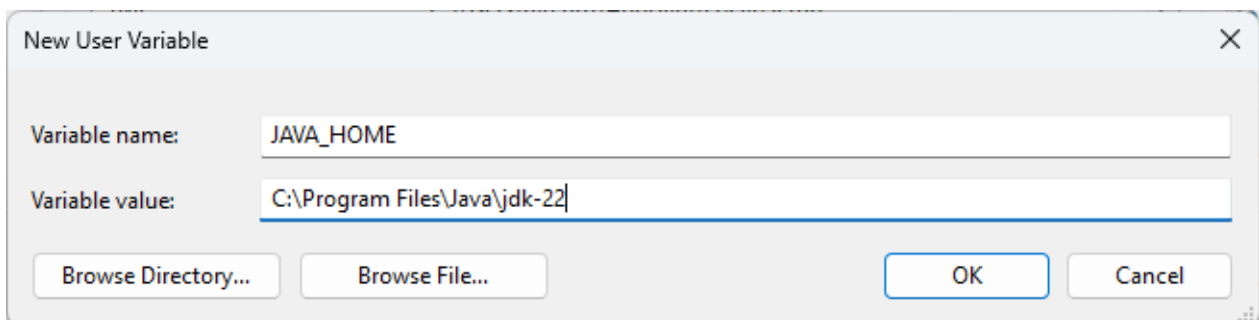 New User Variable
Variable name:
JAVA_HOME
Variable value:
C:\Program Files\Java\jdk-22
Browse Directory...
Browse File...
OK
Cancel